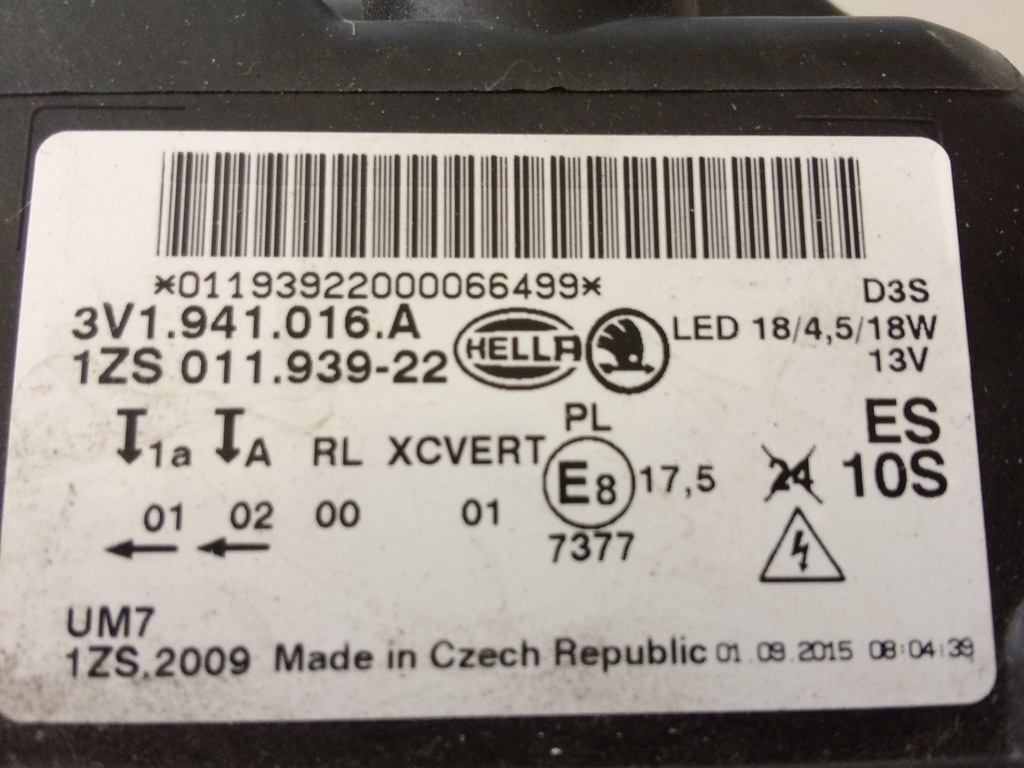 *01193922000066499*
3V1.941.016.A
1ZS 011.939-22
HELLA
D3S
LED 18/4,5/18W
13V
1a A RL XCVERT
01 02 00 01
PL
E8 17,5
7377
24
ES
10S
UM7
1ZS.2009 Made in Czech Republic 01.09.2015 08:04:39